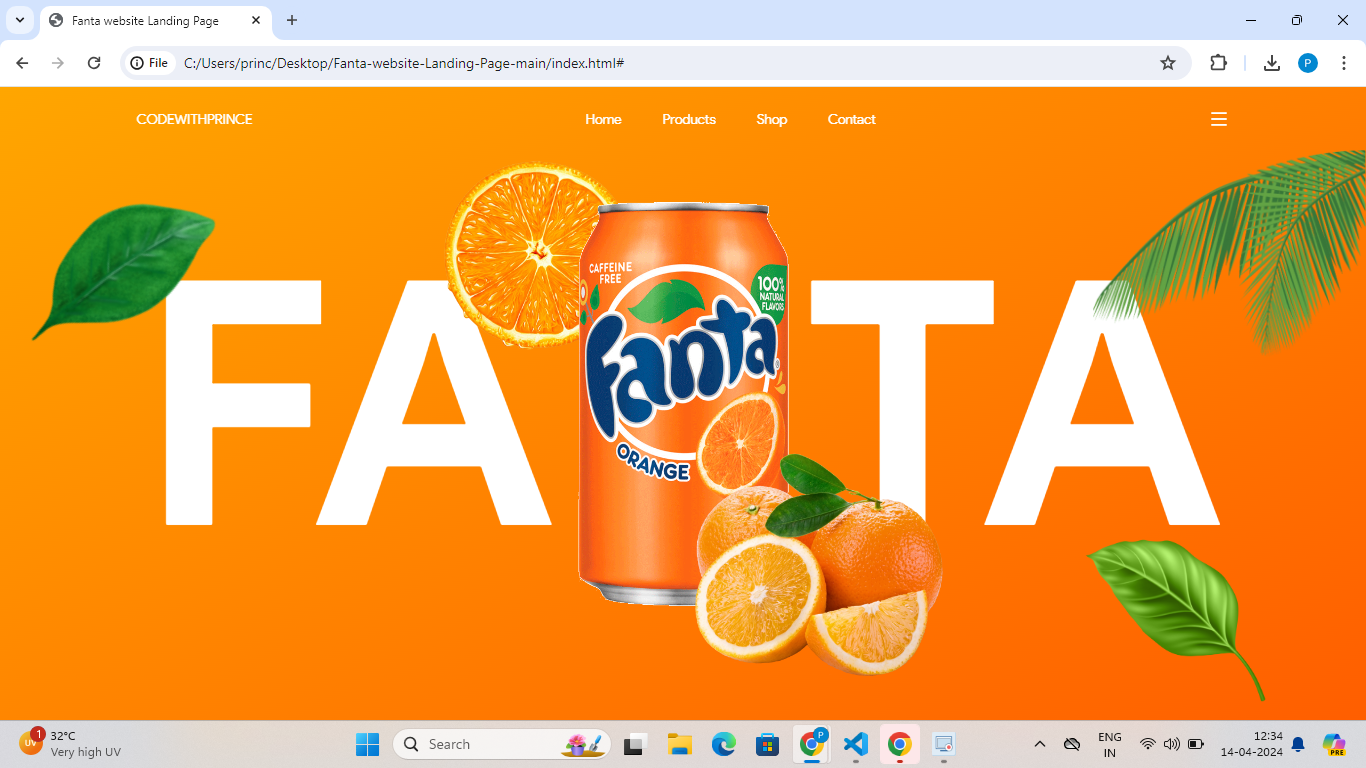 Fanta website Landing Page
File
C:/Users/princ/Desktop/Fanta-website-Landing-Page-main/index.html#
P
CODEWITHPRINCE
Home
Products
Shop
Contact
FA TA
CAFFEINE
FREE
100%
NATURAL
FLAVORS
Fanta
ORANGE
1
UV
32°C
Very high UV
Search
P
ENG
IN
12:34
14-04-2024
PRE